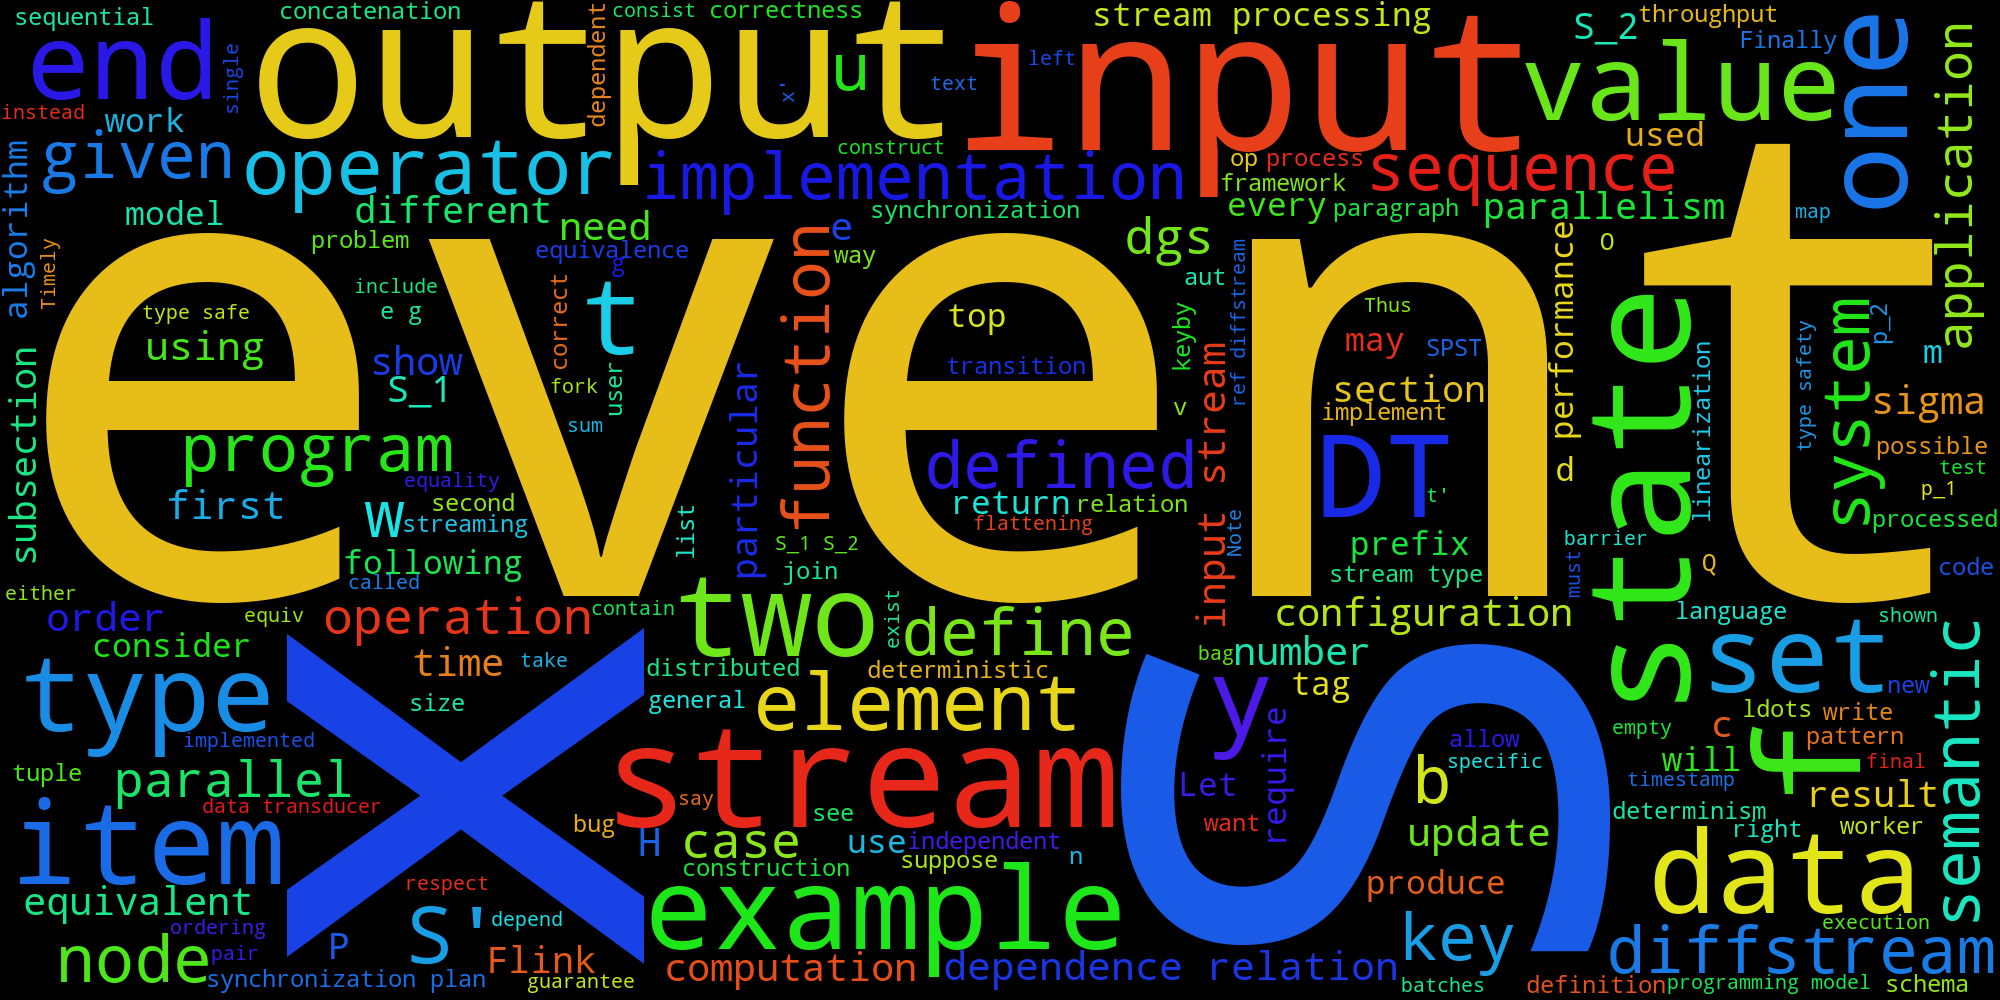 sequential
concatenation
output
dependent
consist
correctness
input
stream processing
S_2
throughput
Finally
one
application
end
single
u
x'
text
left
value
instead
work
used
algorithm
given
operator
implementation
construct
op
process
framework
sequence
model
different
need
synchronization
every
paragraph
parallelism
map
Timely
problem
equivalence
g
function
e
way
dgs
aut
ref diffstream
performance
O
event
state
system
p_2
type safe
include
e g
correct
t
top
keyby
Thus
m
using
show
S_1
fork
user
transition
may
SPST
linearization
type safety
subsection
sum
particular
v
input stream
section
implement
sigma
program
equality
defined
DT
t'
d
possible
test
p_1
first
second
w
streaming
list
return
relation
flattening
Note
processed
following
called
S_1 S_2
join
prefix
stream type
barrier
must
Q
code
either
order
equiv
operation
contain
two
exist
define
configuration
language
shown
consider
time
take
distributed
deterministic
bag
number
set
new
semantic
type
size
general
element
y
tag
require
empty
c
ldots
write
implemented
x
stream
S
allow
specific
will
f
pattern
final
tuple
parallel
data transducer
say
Let
b
timestamp
result
item
bug
H
case
see
use
independent
want
update
determinism
right
worker
construction
suppose
n
equivalent
respect
example
produce
data
ordering
S'
depend
key
execution
node
pair
P
Flink
diffstream
synchronization plan
guarantee
computation
dependence relation
batches
definition
programming model
schema